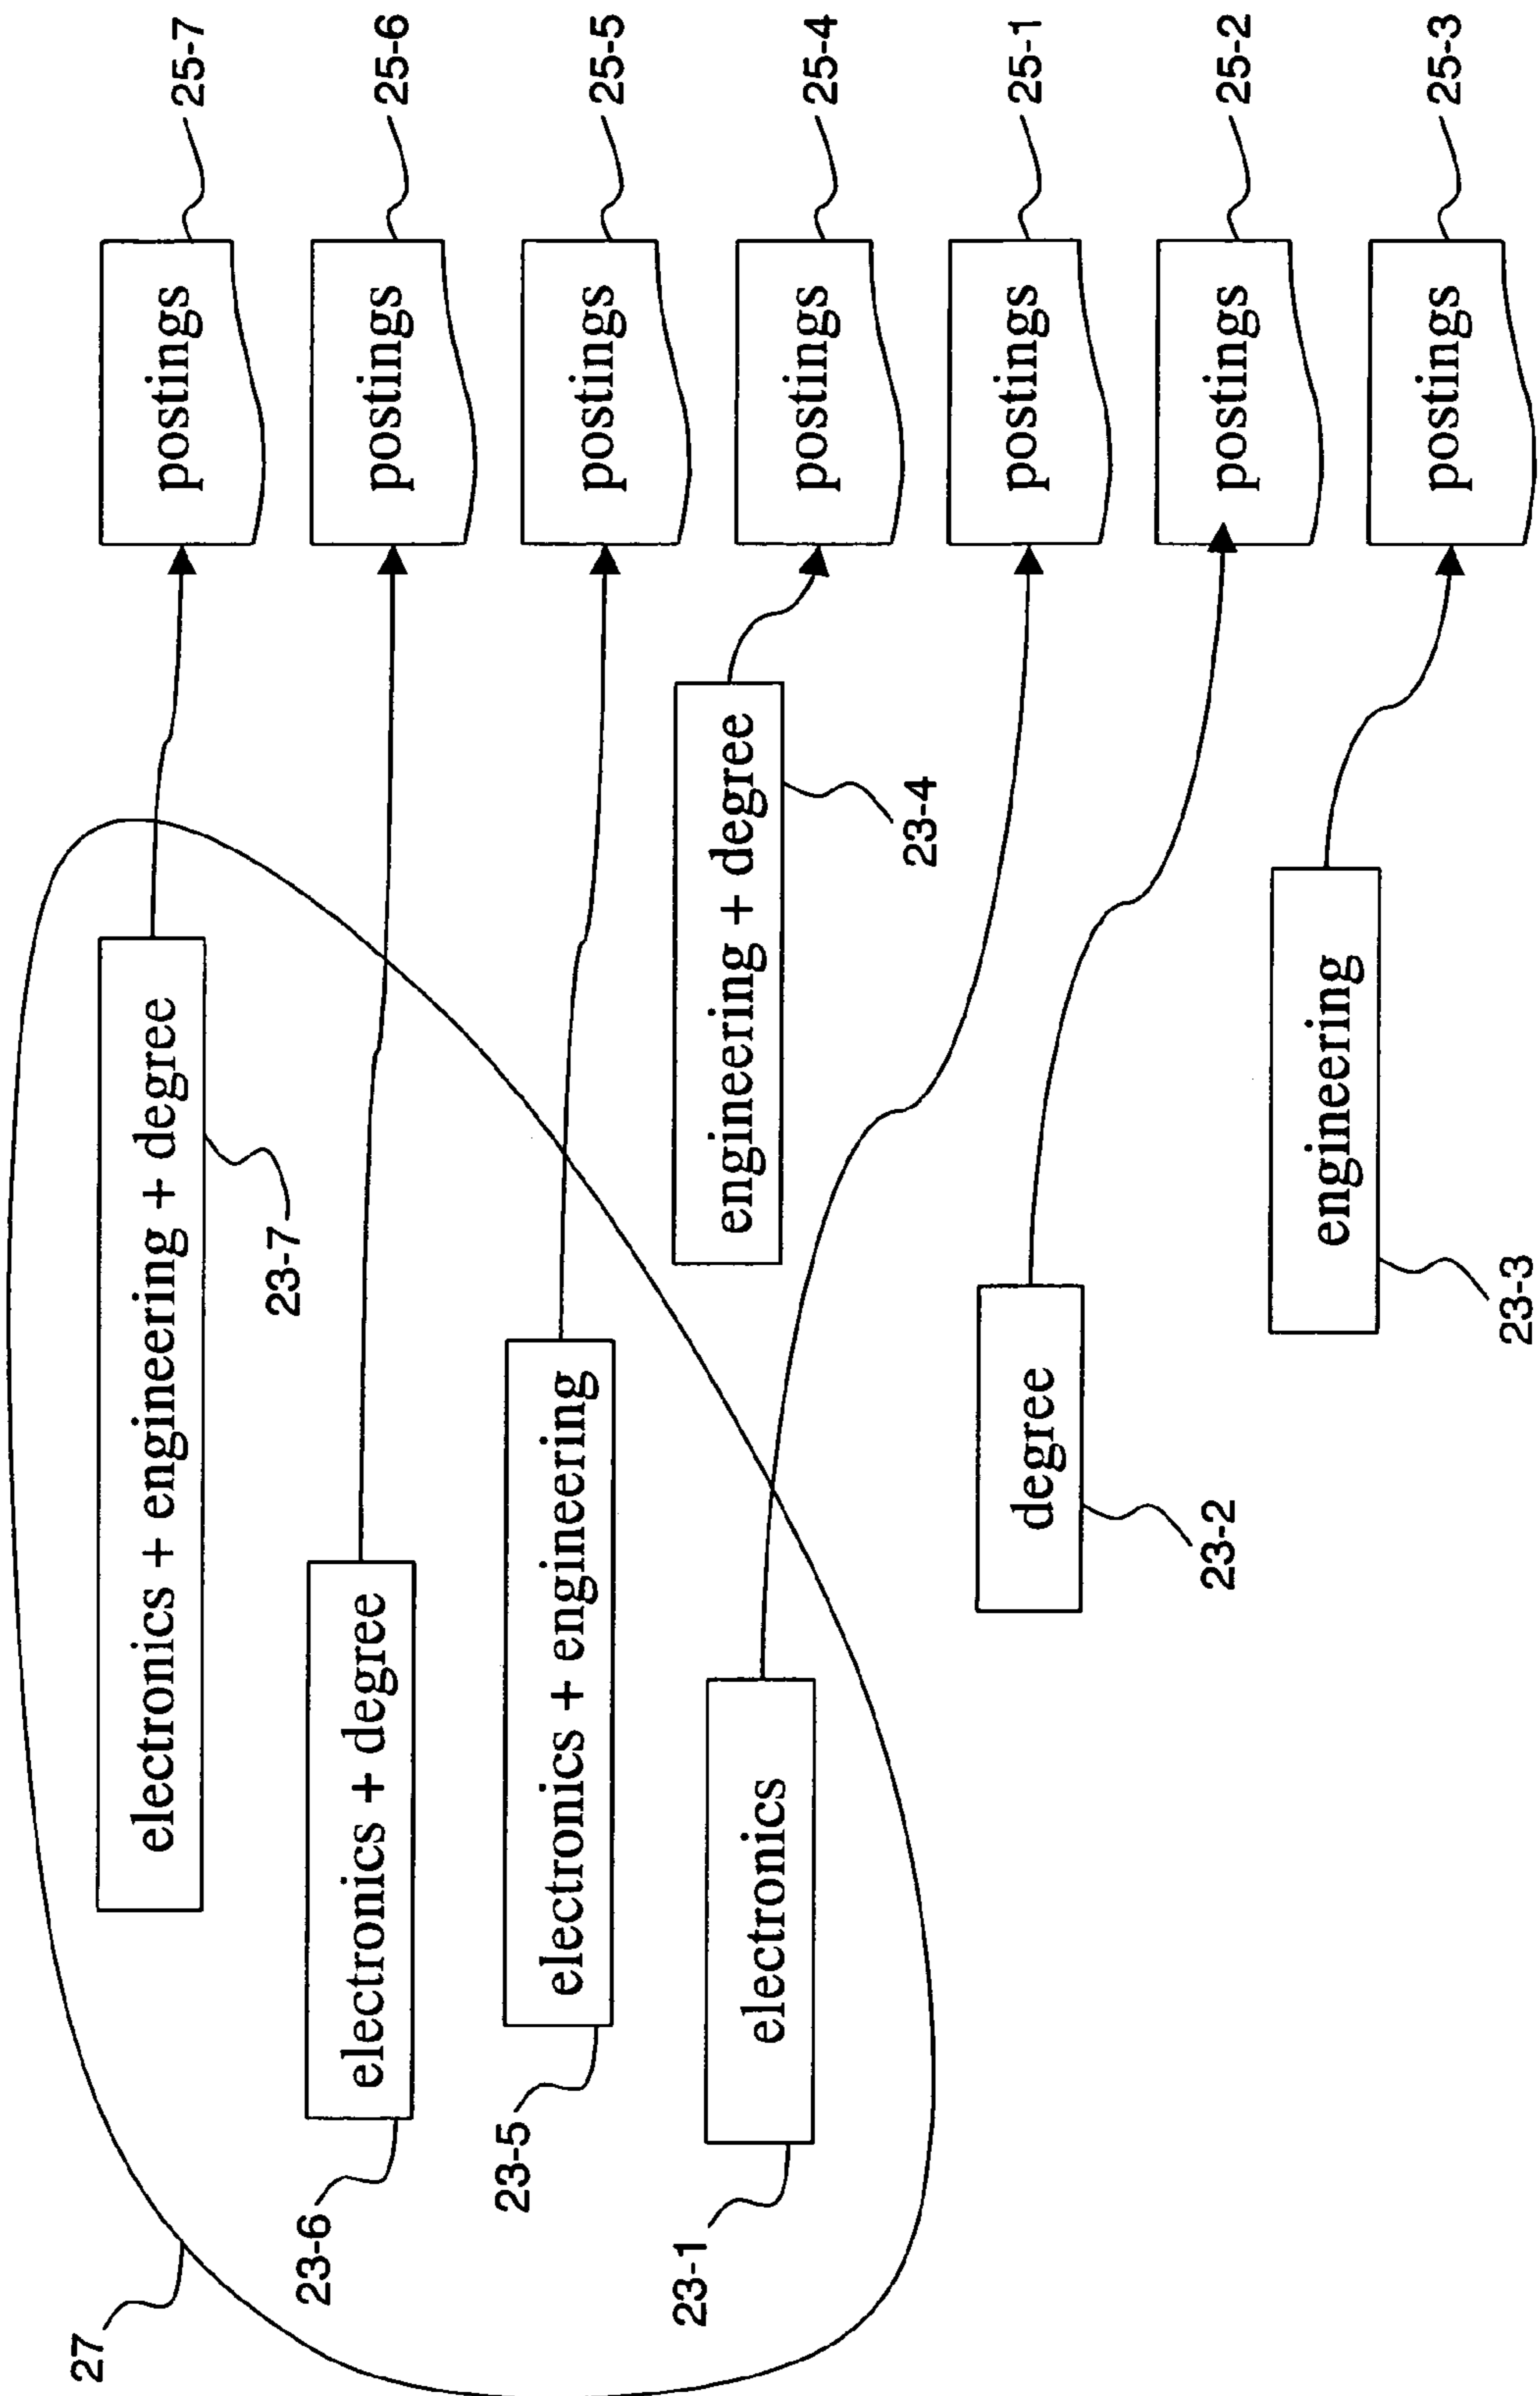 27
electronics + engineering + degree
23-7
postings
25-7
23-6
electronics + degree
postings
25-6
23-5
electronics + engineering
postings
25-5
engineering + degree
23-4
postings
25-4
23-1
electronics
postings
25-1
degree
23-2
postings
25-2
engineering
23-3
postings
25-3